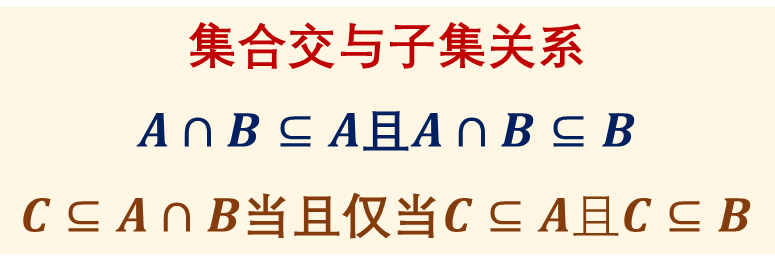 集合交与子集关系
A ∩ B ⊆ A且A ∩ B ⊆ B
C ⊆ A ∩ B当且仅当C ⊆ A且C ⊆ B